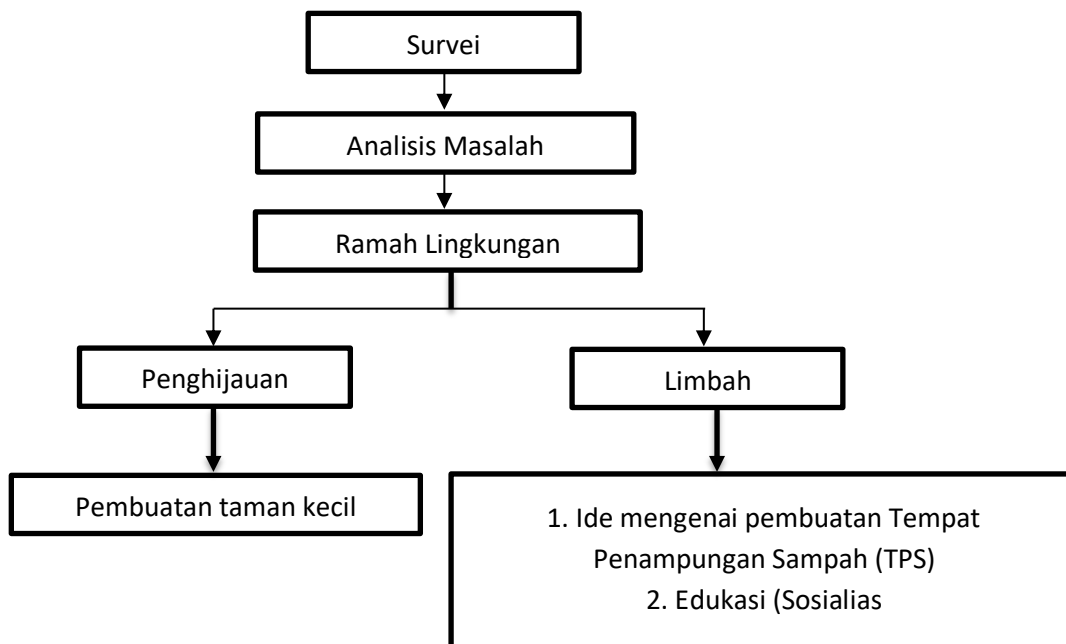 Survei
Analisis Masalah
Ramah Lingkungan
Penghijauan
Limbah
Pembuatan taman kecil
1. Ide mengenai pembuatan Tempat
Penampungan Sampah (TPS)
2. Edukasi (Sosialias